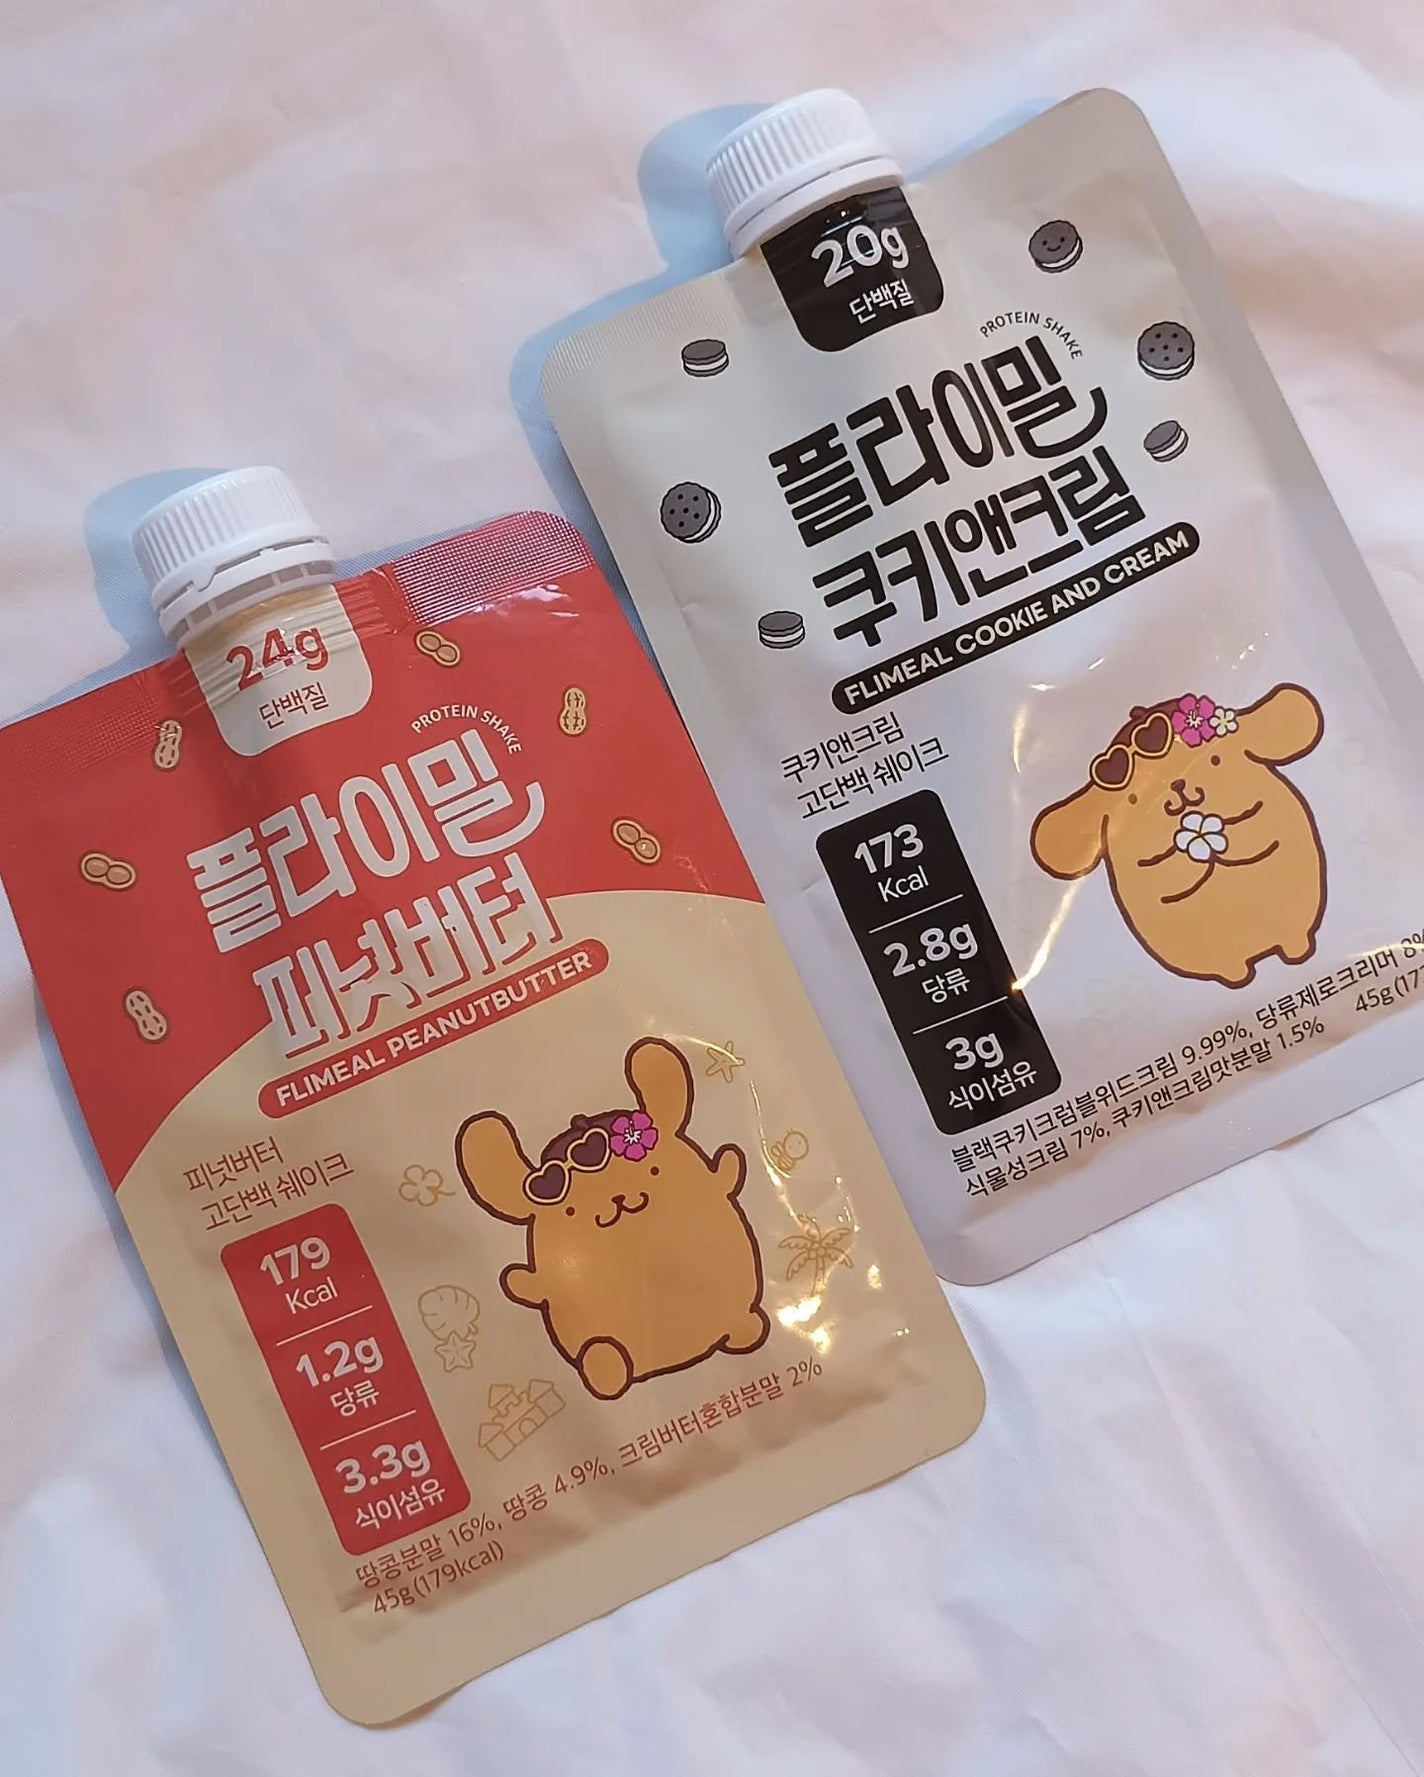 24g
단백질
PROTEIN SHAKE
플라이밀
피넛버터
FLIMEAL PEANUTBUTTER
피넛버터
고단백 쉐이크
179
Kcal
1.2g
당류
3.3g
식이섬유
땅콩분말 16%, 땅콩 4.9%, 크림버터혼합분말 2%
45g(179kcal)
20g
단백질
PROTEIN SHAKE
플라이밀
쿠키앤크림
FLIMEAL COOKIE AND CREAM
쿠키앤크림
고단백 쉐이크
173
Kcal
2.8g
당류
3g
식이섬유
블랙쿠키크럼블위드크림 9.99%, 당류제로크리머 8%
식물성크림 7%, 쿠키앤크림맛분말 1.5%
45g(17